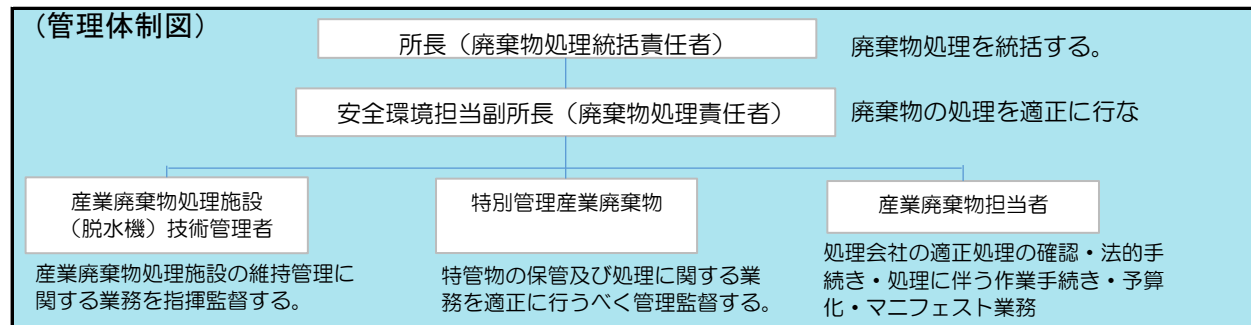 （管理体制図）
所長（廃棄物処理統括責任者）
廃棄物処理を統括する。
安全環境担当副所長（廃棄物処理責任者）
廃棄物の処理を適正に行な
産業廃棄物処理施設
（脱水機）技術管理者
産業廃棄物処理施設の維持管理に
関する業務を指揮監督する。
特別管理産業廃棄物
特管物の保管及び処理に関する業
務を適正に行うべく管理監督する。
産業廃棄物担当者
処理会社の適正処理の確認・法的手
続き・処理に伴う作業手続き・予算
化・マニフェスト業務